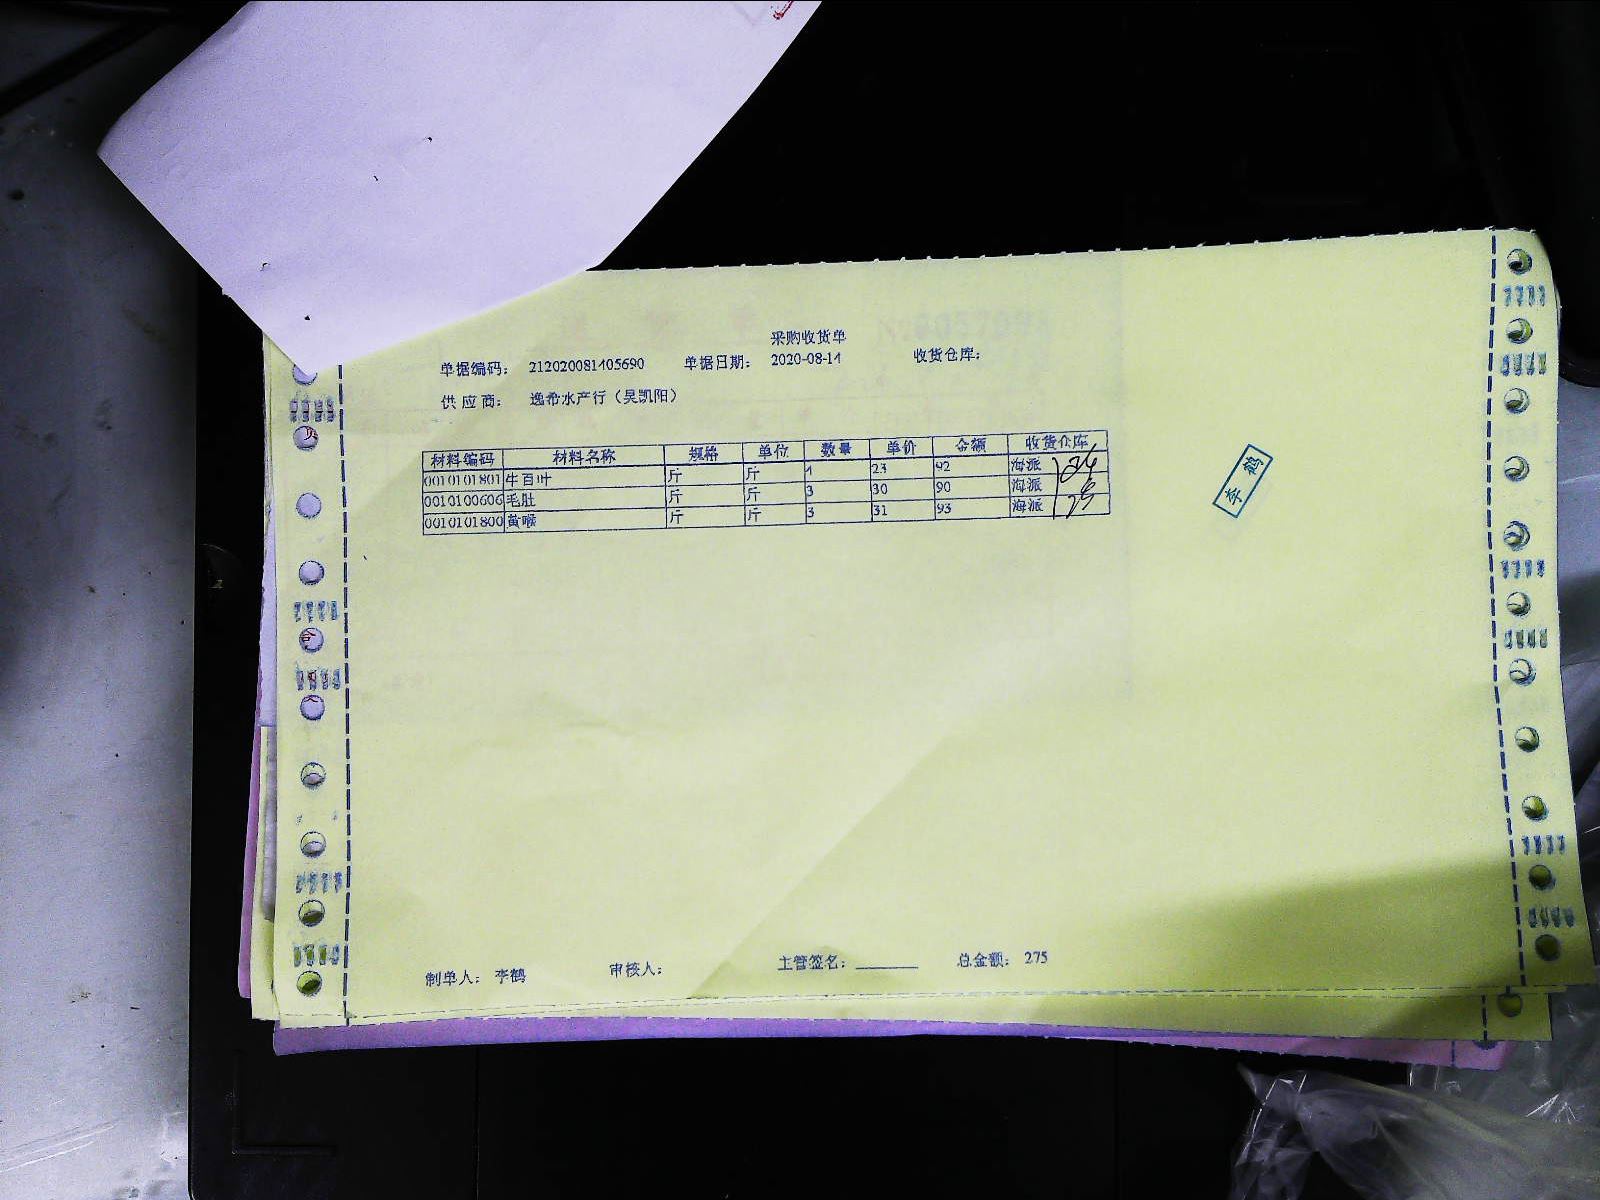 采购收货单
单据编码： 212020081405690 单据日期： 2020-08-14 收货仓库：
供应商： 逸希水产行（吴凯阳）
材料编码 材料名称 规格 单位 数量 单价 金额 收货仓库
0010101801 牛百叶 斤 斤 4 23 92 海派
0010100606 毛肚 斤 斤 3 30 90 海派
0010101800 黄喉 斤 斤 3 31 93 海派
李鹤
制单人： 李鹤 审核人： 主管签名： 总金额： 275